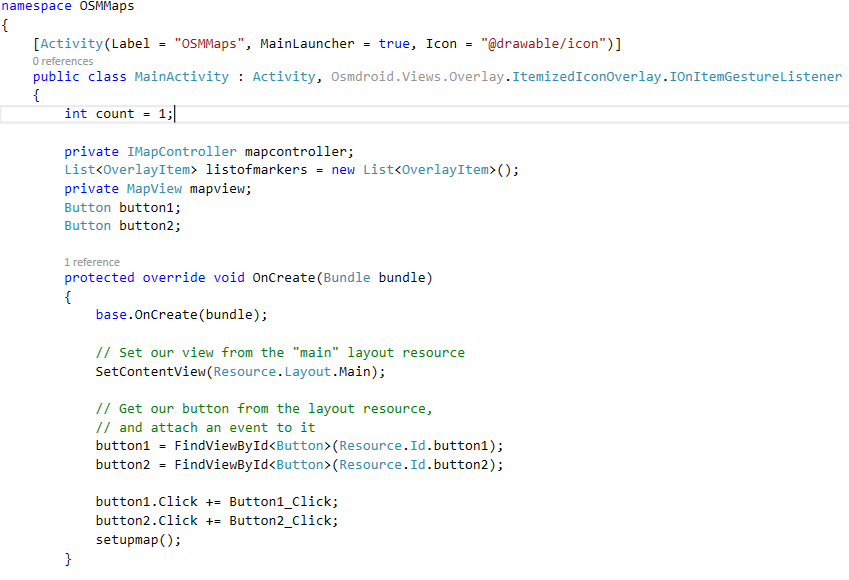 namespace OSMMaps
{
[Activity(Label = "OSMMaps", MainLauncher = true, Icon = "@drawable/icon")]
0 references
public class MainActivity : Activity, Osmdroid.Views.Overlay.ItemizedIconOverlay.IOnItemGestureListener
{
int count = 1;
private IMapController mapcontroller;
List<OverlayItem> listofmarkers = new List<OverlayItem>();
private MapView mapview;
Button button1;
Button button2;
1 reference
protected override void OnCreate(Bundle bundle)
{
base.OnCreate(bundle);
// Set our view from the "main" layout resource
SetContentView(Resource.Layout.Main);
// Get our button from the layout resource,
// and attach an event to it
button1 = FindViewById<Button>(Resource.Id.button1);
button2 = FindViewById<Button>(Resource.Id.button2);
button1.Click += Button1_Click;
button2.Click += Button2_Click;
setupmap();
}